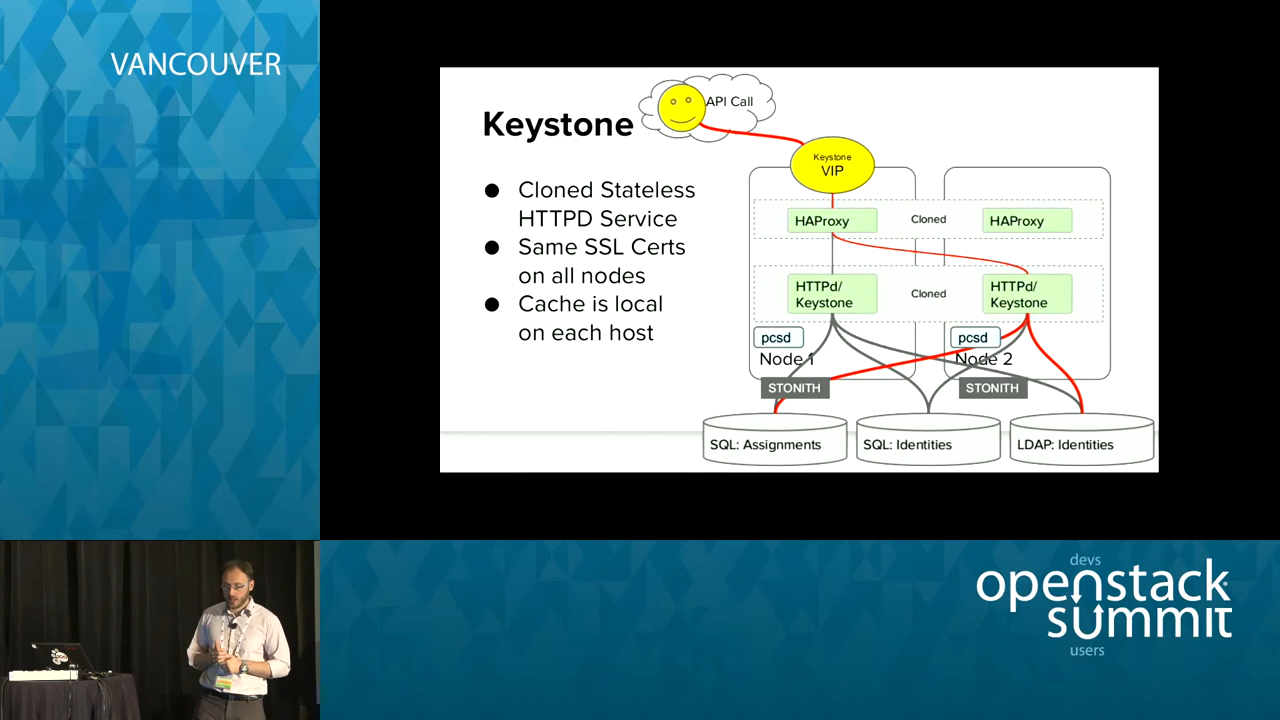 VANCOUVER
Keystone
API Call
Keystone
VIP
● Cloned Stateless
HTTPD Service
● Same SSL Certs
on all nodes
● Cache is local
on each host
HAProxy
Cloned
HAProxy
HTTPd/
Keystone
Cloned
HTTPd/
Keystone
pcsd
Node 1
pcsd
Node 2
STONITH
STONITH
SQL: Assignments
SQL: Identities
LDAP: Identities
devs
openstack
summit
users